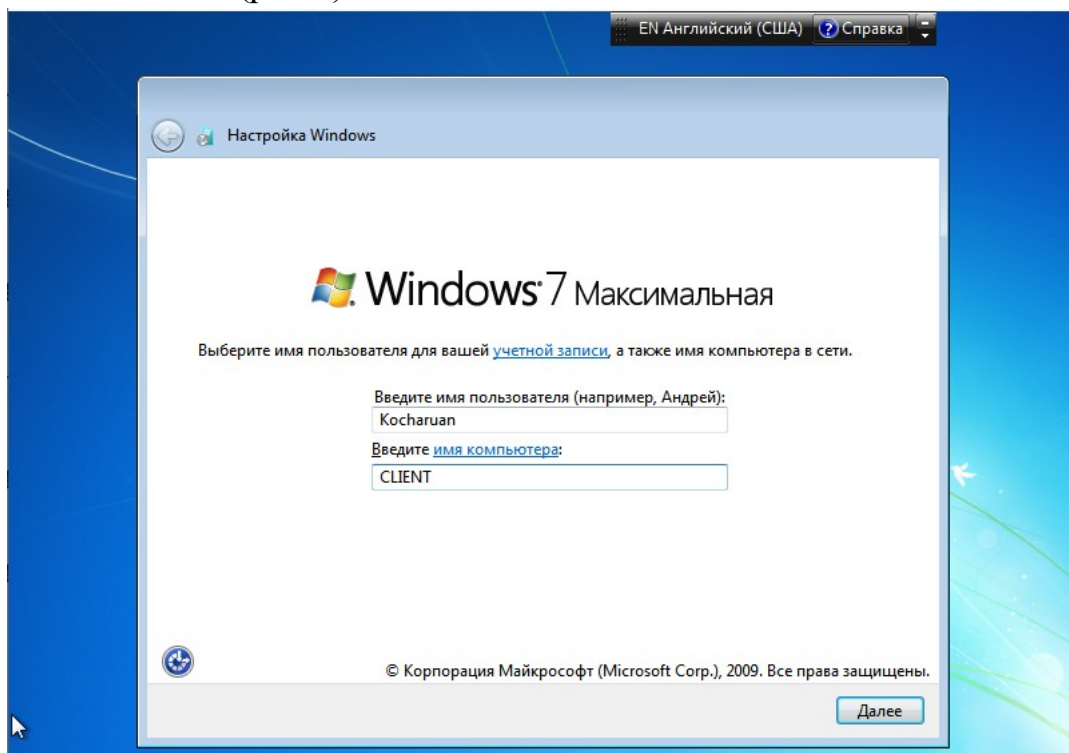 EN Английский (США) Справка
Настройка Windows
Windows 7 Максимальная
Выберите имя пользователя для вашей учетной записи, а также имя компьютера в сети.
Введите имя пользователя (например, Андрей):
Kocharuan
Введите имя компьютера:
CLIENT
© Корпорация Майкрософт (Microsoft Corp.), 2009. Все права защищены.
Далее